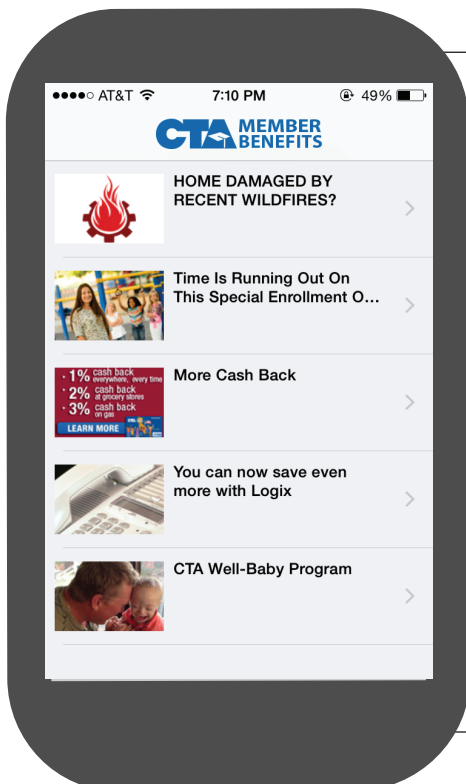 AT&T 7:10 PM 49%
CTA MEMBER
BENEFITS
HOME DAMAGED BY
RECENT WILDFIRES?
Time Is Running Out On
This Special Enrollment O...
· 1% cash back
everywhere, every time
· 2% cash back
at grocery stores
· 3% cash back
on gas
LEARN MORE
More Cash Back
You can now save even
more with Logix
CTA Well-Baby Program